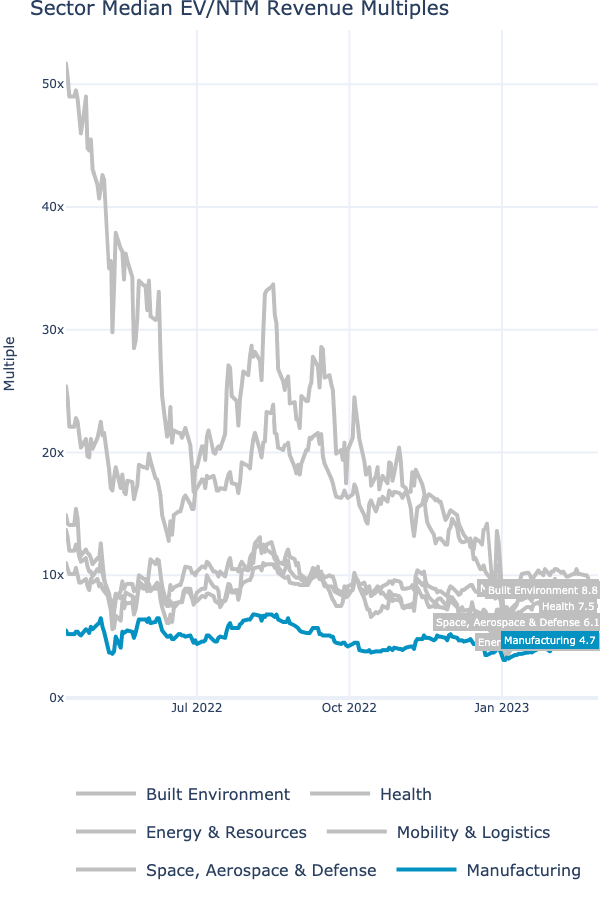 Sector Median EV/NTM Revenue Multiples
Multiple
50x
40x
30x
20x
10x
0x
Built Environment 8.8
Health 7.5
Space, Aerospace & Defense 6.1
Manufacturing 4.7
Jul 2022
Oct 2022
Jan 2023
Built Environment
Health
Energy & Resources
Mobility & Logistics
Space, Aerospace & Defense
Manufacturing